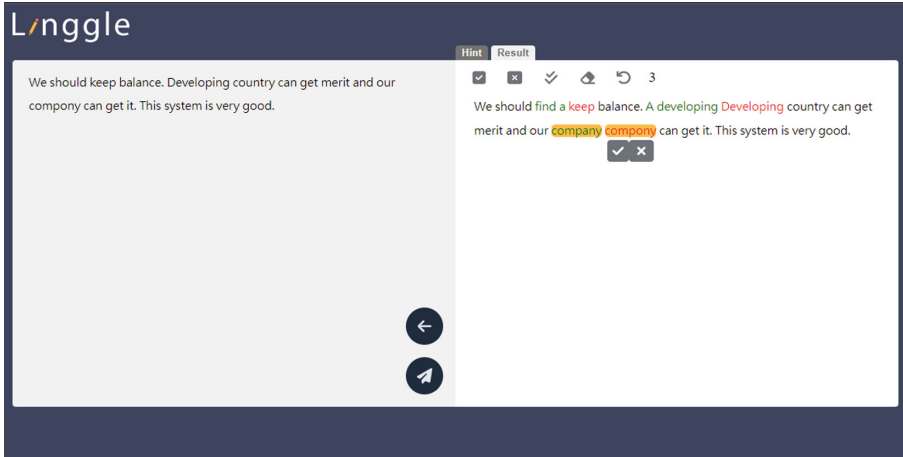 Linggle
Hint Result
We should keep balance. Developing country can get merit and our
compony can get it. This system is very good.
3
We should find a keep balance. A developing Developing country can get
merit and our company compony can get it. This system is very good.